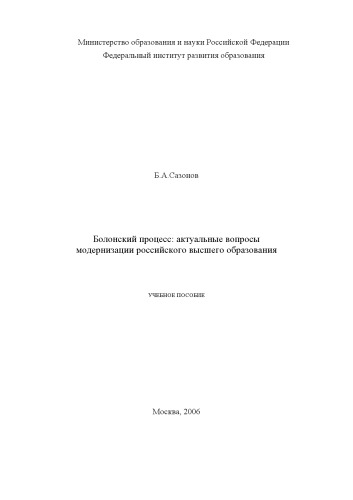 Министерство образования и науки Российской Федерации
Федеральный институт развития образования
Б.А.Сазонов
Болонский процесс: актуальные вопросы
модернизации российского высшего образования
УЧЕБНОЕ ПОСОБИЕ
Москва, 2006